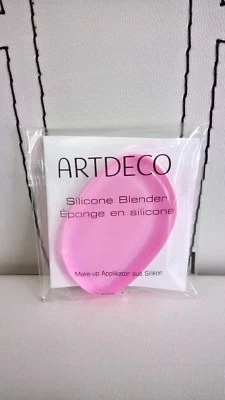 ARTDECO
Silicone Blender
Éponge en silicone
Make-up Applikator aus Silikon